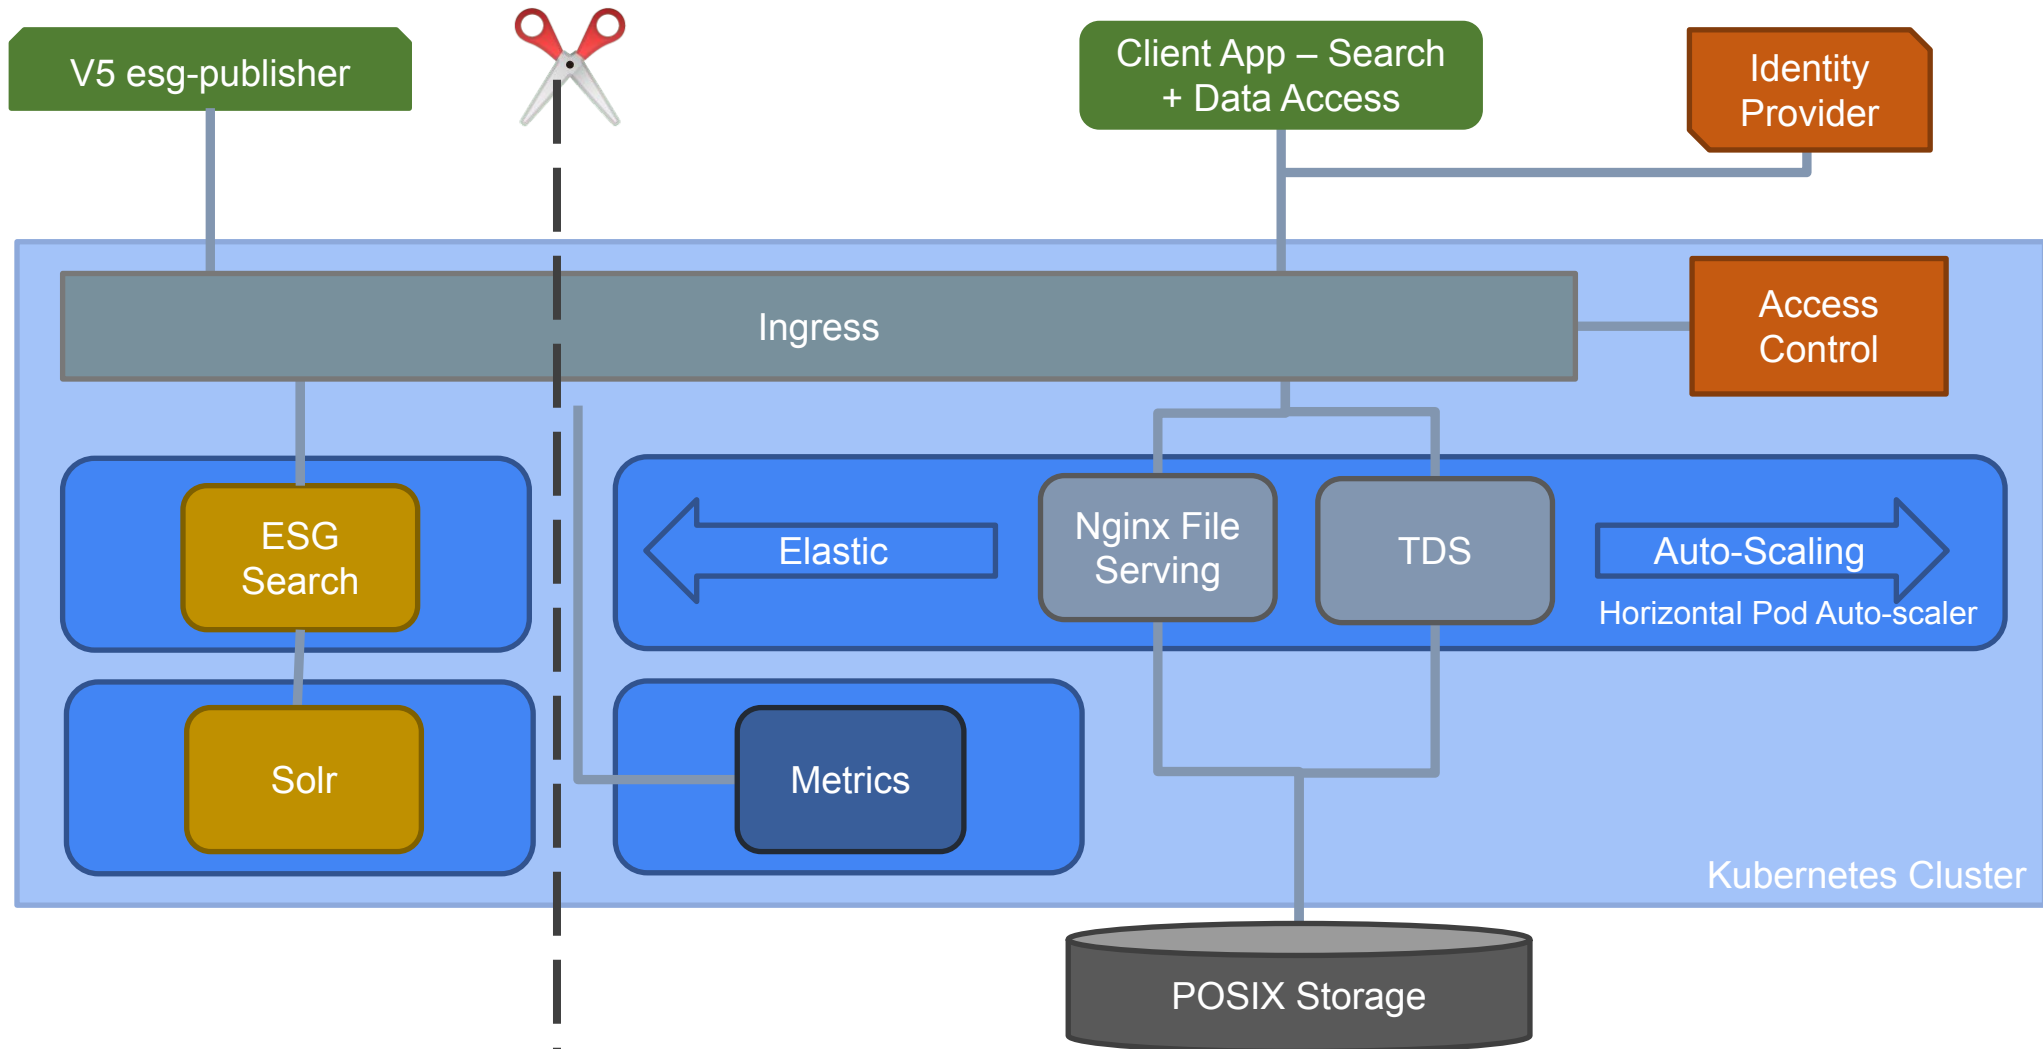 V5 esg-publisher
Client App – Search
+ Data Access
Identity
Provider
Ingress
Access
Control
ESG
Search
Elastic
Nginx File
Serving
TDS
Auto-Scaling
Horizontal Pod Auto-scaler
Solr
Metrics
Kubernetes Cluster
POSIX Storage